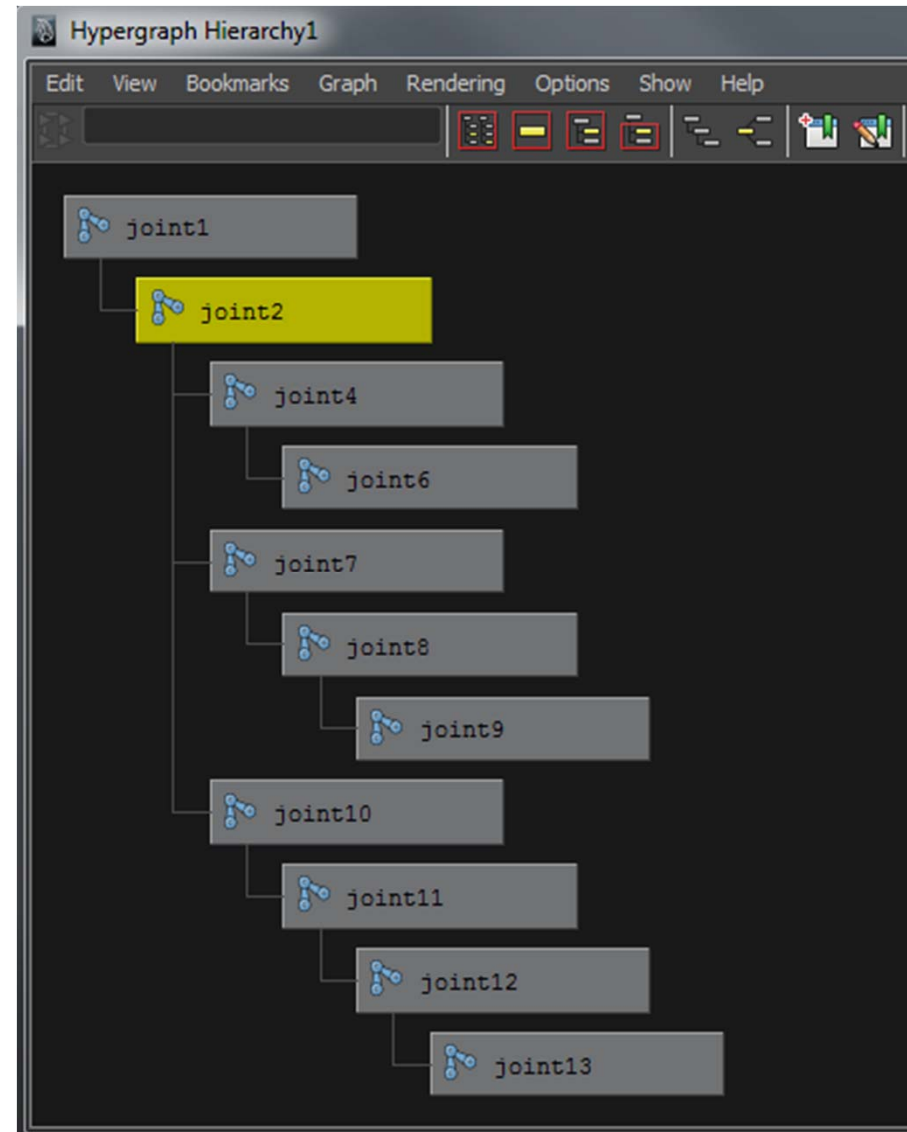 Hypergraph Hierarchy1
Edit View Bookmarks Graph Rendering Options Show Help
joint1
joint2
joint4
joint6
joint7
joint8
joint9
joint10
joint11
joint12
joint13